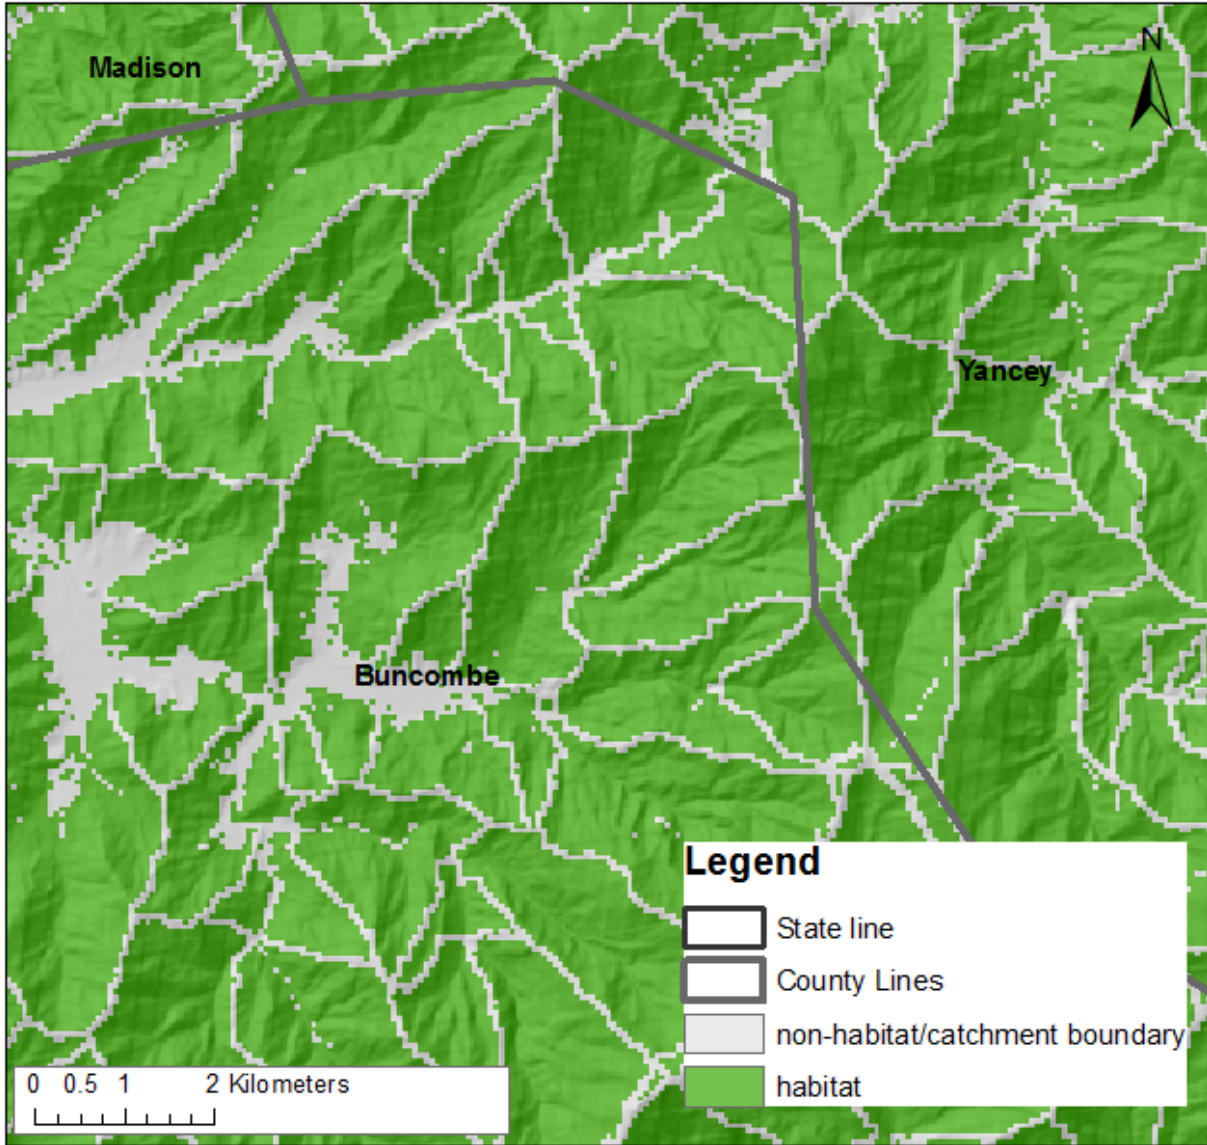 Madison
N
Yancey
Buncombe
Legend
State line
County Lines
non-habitat/catchment boundary
habitat
0 0.5 1 2 Kilometers